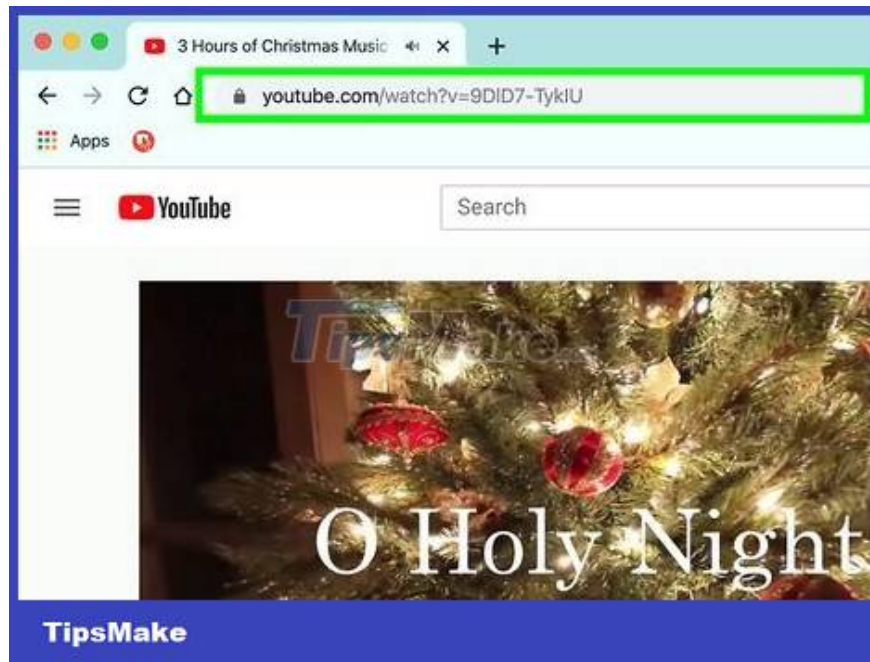 3 Hours of Christmas Music
youtube.com/watch?v=9DlD7-TykIU
Apps
YouTube
Search
TipsMake
O Holy Night
TipsMake